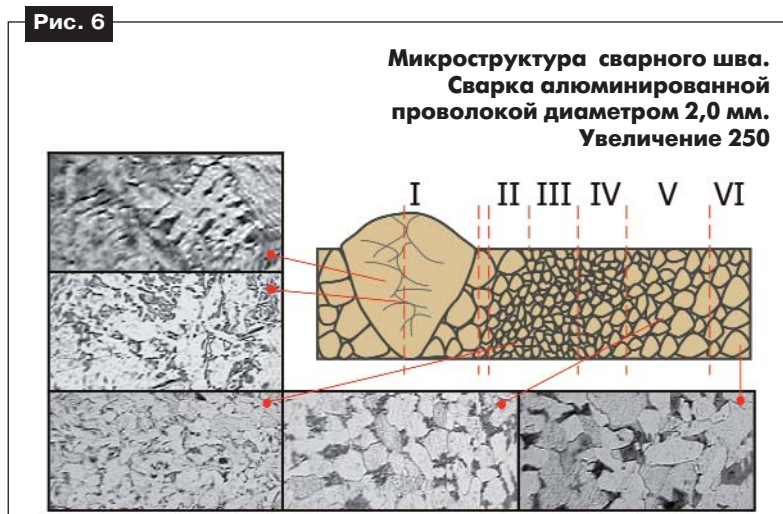 Рис. 6
Микроструктура сварного шва.
Сварка алюминированной
проволокой диаметром 2,0 мм.
Увеличение 250
I II III IV V VI